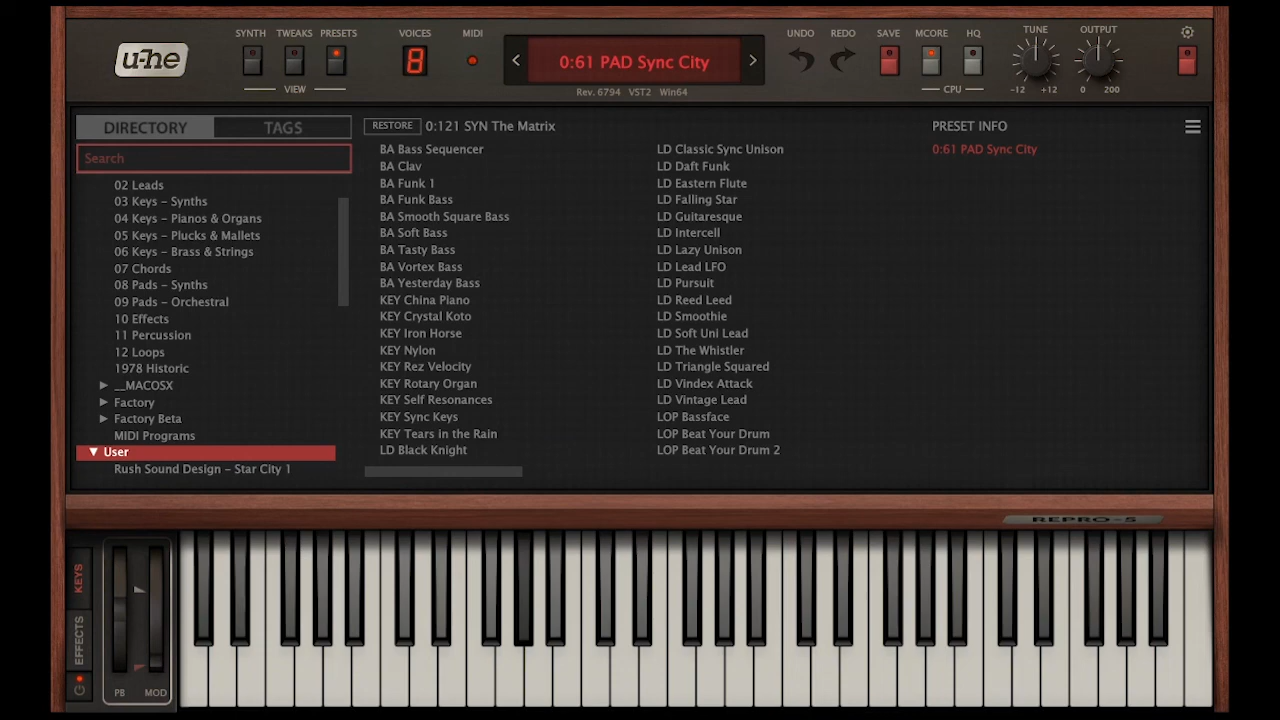 SYNTH TWEAKS PRESETS VOICES MIDI UNDO REDO SAVE MCORE HQ TUNE OUTPUT
u-he
8
0:61 PAD Sync City
VIEW
Rev. 6794 VST2 Win64
CPU
-12 +12
0 200
DIRECTORY TAGS
RESTORE 0:121 SYN The Matrix
PRESET INFO
Search
0:61 PAD Sync City
02 Leads
03 Keys – Synths
04 Keys – Pianos & Organs
05 Keys – Plucks & Mallets
06 Keys – Brass & Strings
07 Chords
08 Pads – Synths
09 Pads – Orchestral
10 Effects
11 Percussion
12 Loops
1978 Historic
__MACOSX
Factory
Factory Beta
MIDI Programs
User
Rush Sound Design – Star City 1
BA Bass Sequencer
BA Clav
BA Funk 1
BA Funk Bass
BA Smooth Square Bass
BA Soft Bass
BA Tasty Bass
BA Vortex Bass
BA Yesterday Bass
KEY China Piano
KEY Crystal Koto
KEY Iron Horse
KEY Nylon
KEY Rez Velocity
KEY Rotary Organ
KEY Self Resonances
KEY Sync Keys
KEY Tears in the Rain
LD Black Knight
LD Classic Sync Unison
LD Daft Funk
LD Eastern Flute
LD Falling Star
LD Guitaresque
LD Intercell
LD Lazy Unison
LD Lead LFO
LD Pursuit
LD Reed Leed
LD Smoothie
LD Soft Uni Lead
LD The Whistler
LD Triangle Squared
LD Vindex Attack
LD Vintage Lead
LOP Bassface
LOP Beat Your Drum
LOP Beat Your Drum 2
REPRO-5
KEYS
EFFECTS
PB MOD